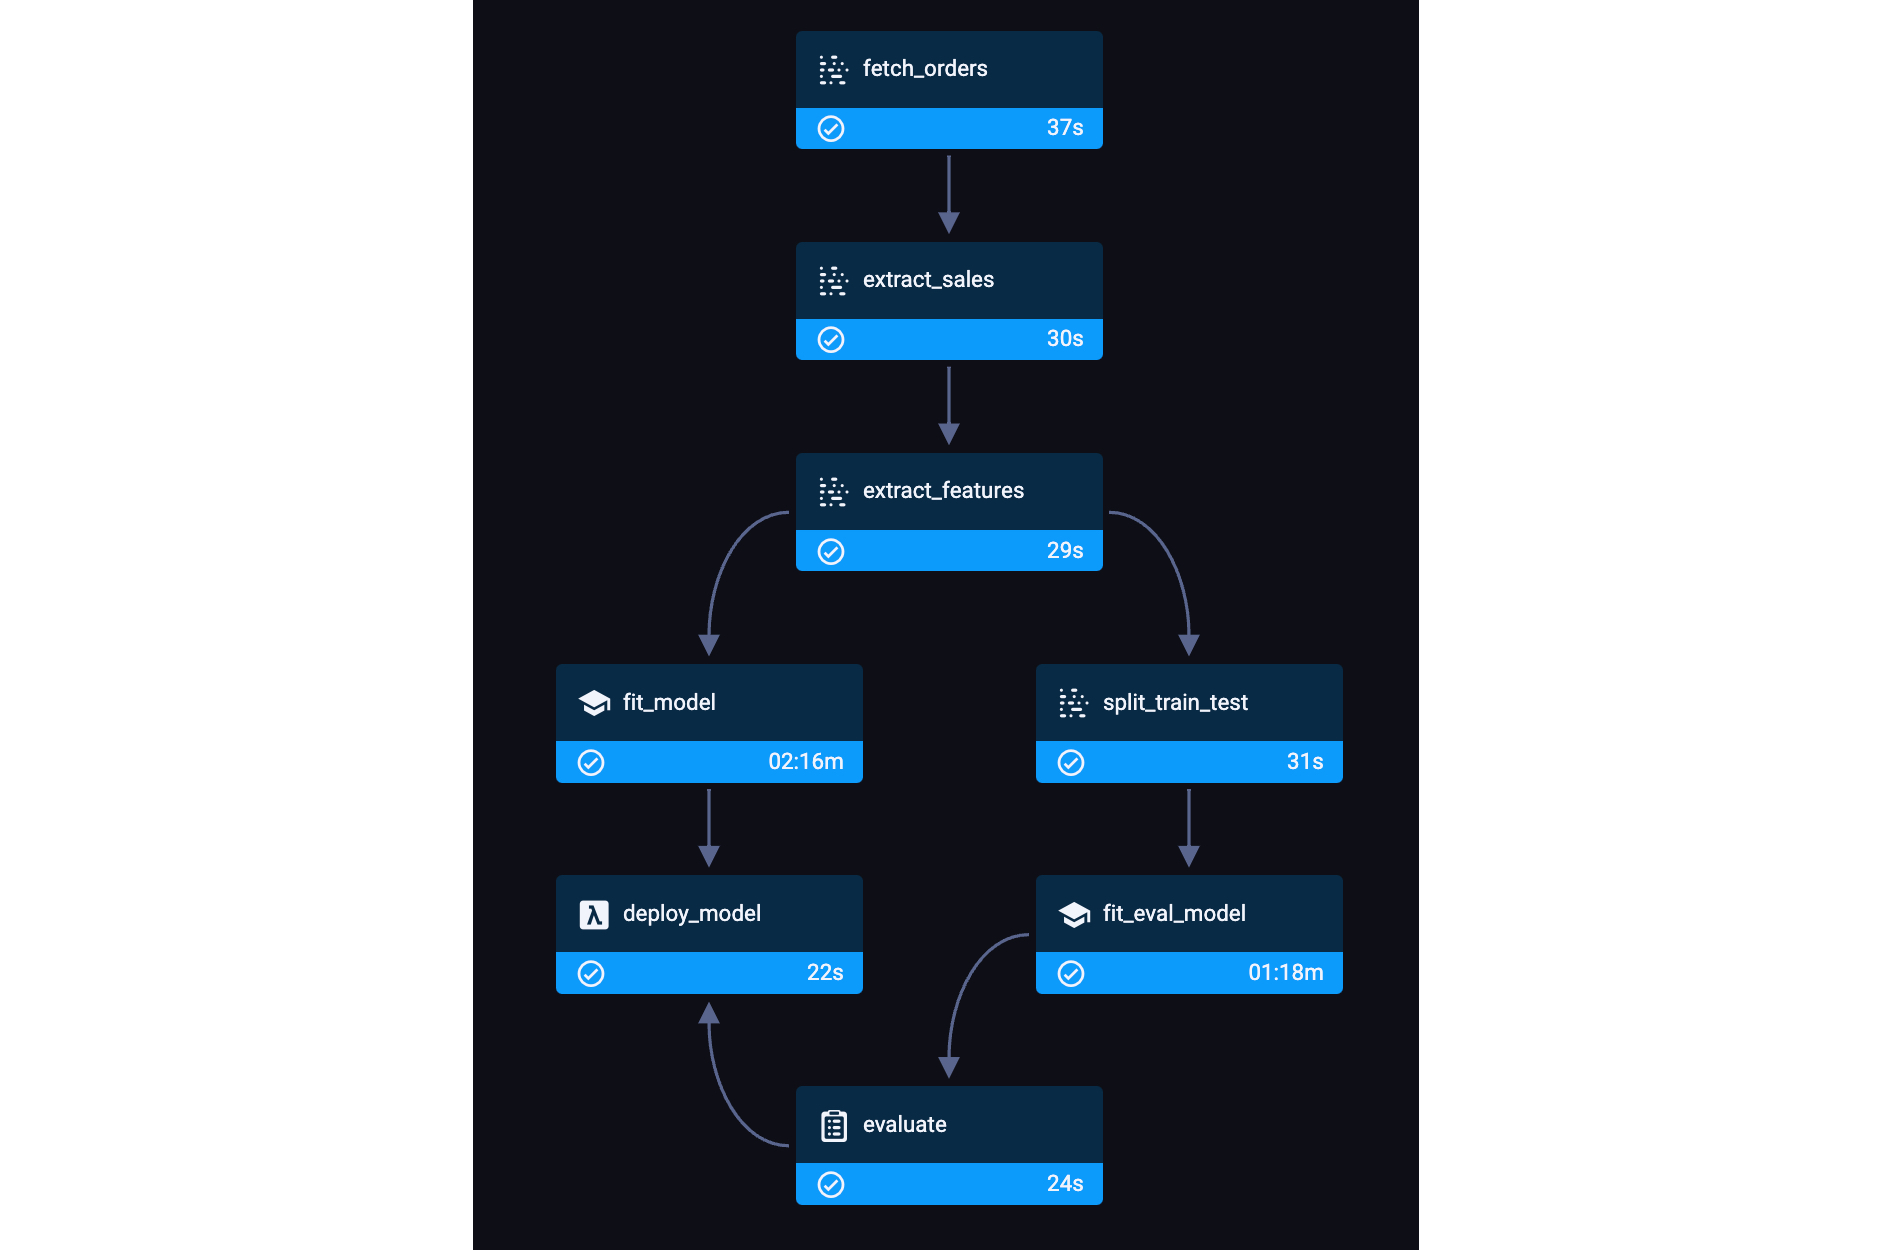 fetch_orders
37s
extract_sales
30s
extract_features
29s
fit_model
02:16m
split_train_test
31s
λ deploy_model
22s
fit_eval_model
01:18m
evaluate
24s